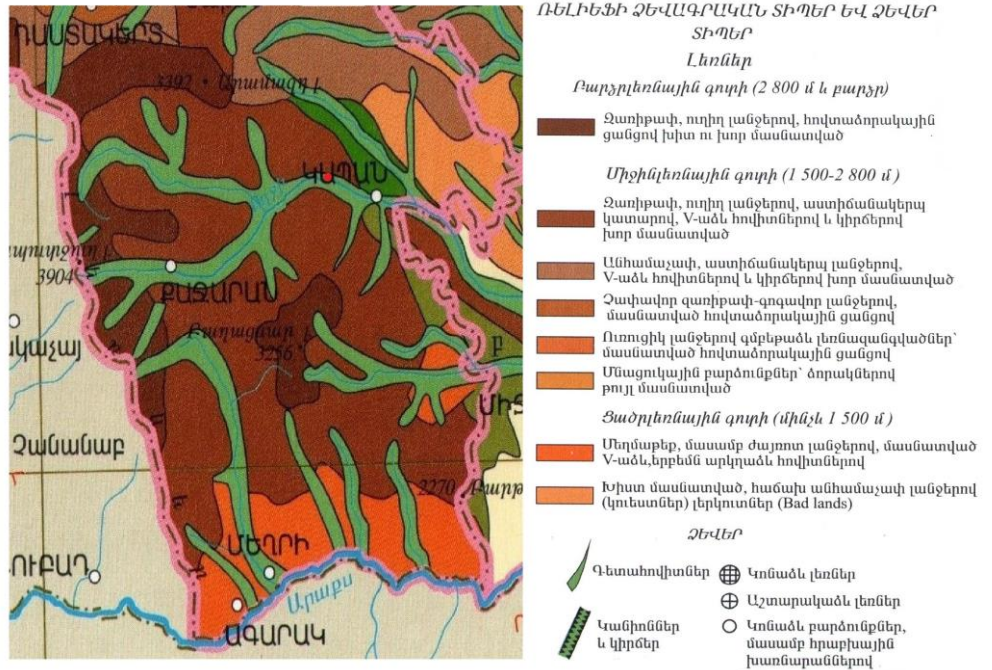 ԴԱՍՏԱԿԵՐՏ
3392 • Արամազդ լ
ԿԱՊԱՆ
Ողջի
3904
ՔԱՋԱՐԱՆ
3256
Չանանաբ
ՄԻՋ
2270
ՄԵՂՐԻ
Արաքս
ԱԳԱՐԱԿ
ՌԵԼԻԵՖԻ ՁԵՎԱԳՐԱԿԱՆ ՏԻՊԵՐ ԵՎ ՁԵՎԵՐ
ՏԻՊԵՐ
Լեռներ
Բարձրլեռնային գոտի (2 800 մ և բարձր)
Զառիթափ, ուղիղ լանջերով, հովտաձորակային
ցանցով խիտ ու խոր մասնատված
Միջինլեռնային գոտի (1 500-2 800 մ)
Զառիթափ, ուղիղ լանջերով, աստիճանակերպ
կատարով, V-աձև հովիտներով և կիրճերով
խոր մասնատված
Անհամաչափ, աստիճանակերպ լանջերով,
V-աձև հովիտներով և կիրճերով խոր մասնատված
Չափավոր զառիթափ-գոգավոր լանջերով,
մասնատված հովտաձորակային ցանցով
Ուռուցիկ լանջերով գմբեթաձև լեռնազանգվածներ՝
մասնատված հովտաձորակային ցանցով
Մնացուկային բարձունքներ՝ ձորակներով
թույլ մասնատված
Ցածրլեռնային գոտի (մինչև 1 500 մ)
Մեղմաթեք, մասամբ ժայռոտ լանջերով, մասնատված
V-աձև,երբեմն արկղաձև հովիտներով
Խիստ մասնատված, հաճախ անհամաչափ լանջերով
(կուեստներ) լերկուտներ (Bad lands)
ՁԵՎԵՐ
Գետահովիտներ
Կոնաձև լեռներ
Աշտարակաձև լեռներ
Կանիոններ
և կիրճեր
Կոնաձև բարձունքներ,
մասամբ հրաբխային
խառնարաններով